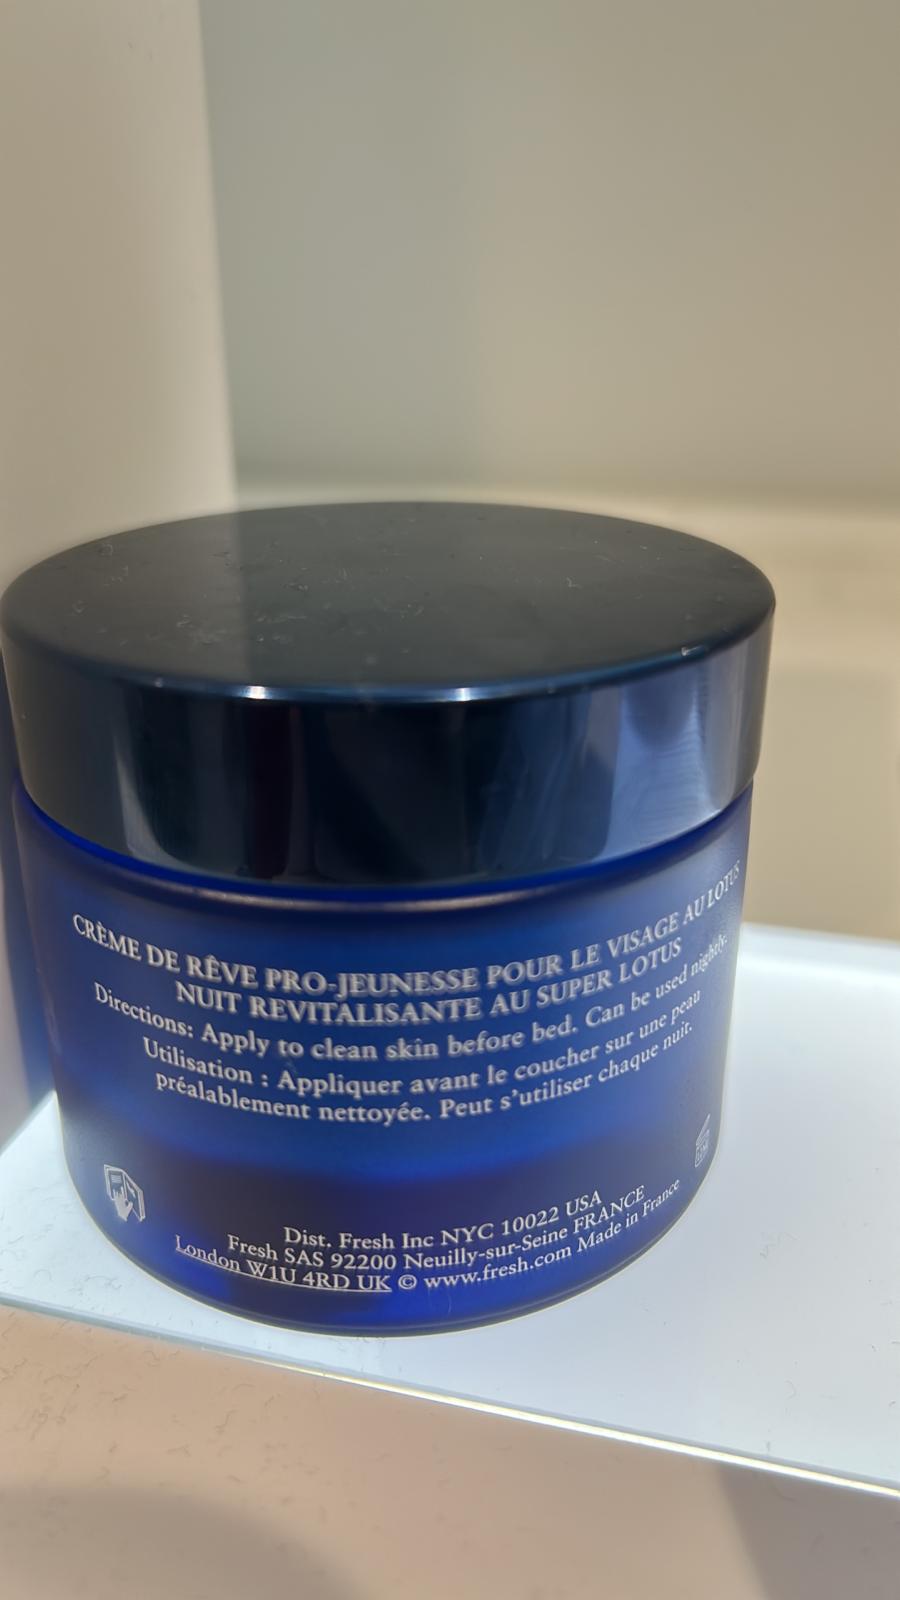 CRÈME DE RÊVE PRO-JEUNESSE POUR LE VISAGE AU LOTUS
NUIT REVITALISANTE AU SUPER LOTUS
Directions: Apply to clean skin before bed. Can be used nightly.
Utilisation : Appliquer avant le coucher sur une peau
préalablement nettoyée. Peut s'utiliser chaque nuit.
Dist. Fresh Inc NYC 10022 USA
Fresh SAS 92200 Neuilly-sur-Seine FRANCE
London W1U 4RD UK © www.fresh.com Made in France